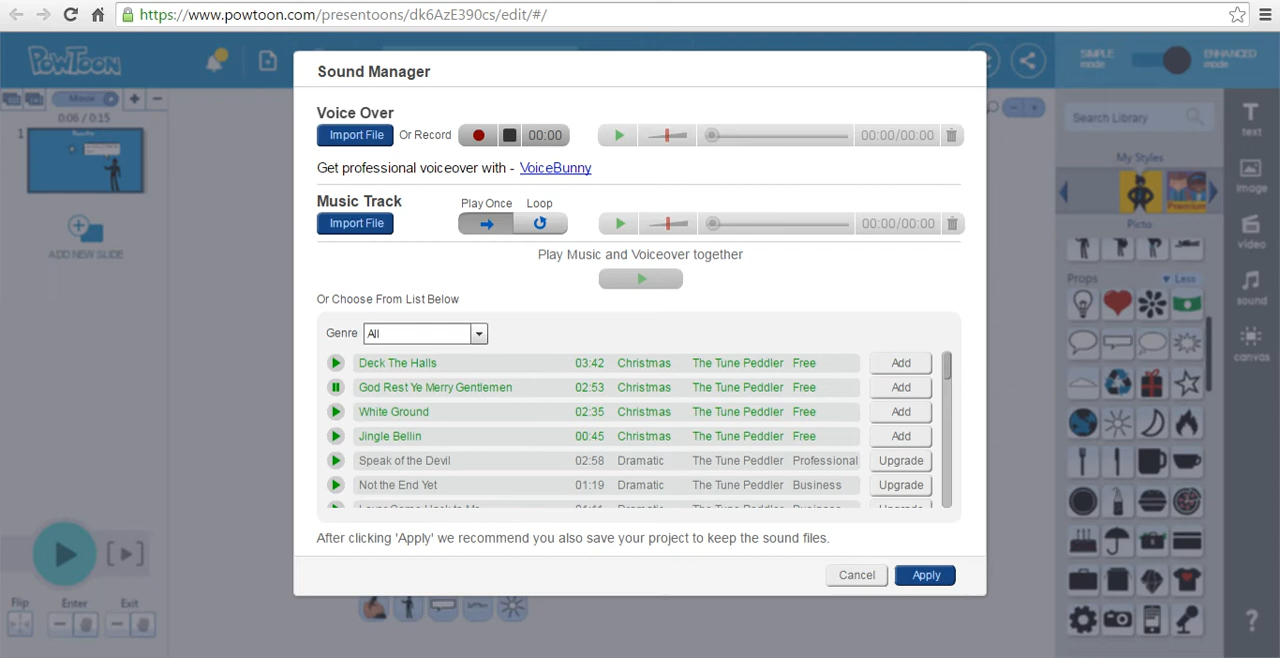 https://www.powtoon.com/presentoons/dk6AzE390cs/edit/#/
POWTOON
SIMPLE mode
ENHANCED mode
Sound Manager
0:06 / 0:15
1
ADD NEW SLIDE
Flip Enter Exit
Voice Over
Import File Or Record 00:00 00:00/00:00
Get professional voiceover with - VoiceBunny
Music Track Play Once Loop
Import File 00:00/00:00
Play Music and Voiceover together
Or Choose From List Below
Genre All
Deck The Halls 03:42 Christmas The Tune Peddler Free Add
God Rest Ye Merry Gentlemen 02:53 Christmas The Tune Peddler Free Add
White Ground 02:35 Christmas The Tune Peddler Free Add
Jingle Bellin 00:45 Christmas The Tune Peddler Free Add
Speak of the Devil 02:58 Dramatic The Tune Peddler Professional Upgrade
Not the End Yet 01:19 Dramatic The Tune Peddler Business Upgrade
After clicking 'Apply' we recommend you also save your project to keep the sound files.
Cancel Apply
Search Library
My Styles
Premium
Picto
Props Less
text
image
video
sound
canvas
?